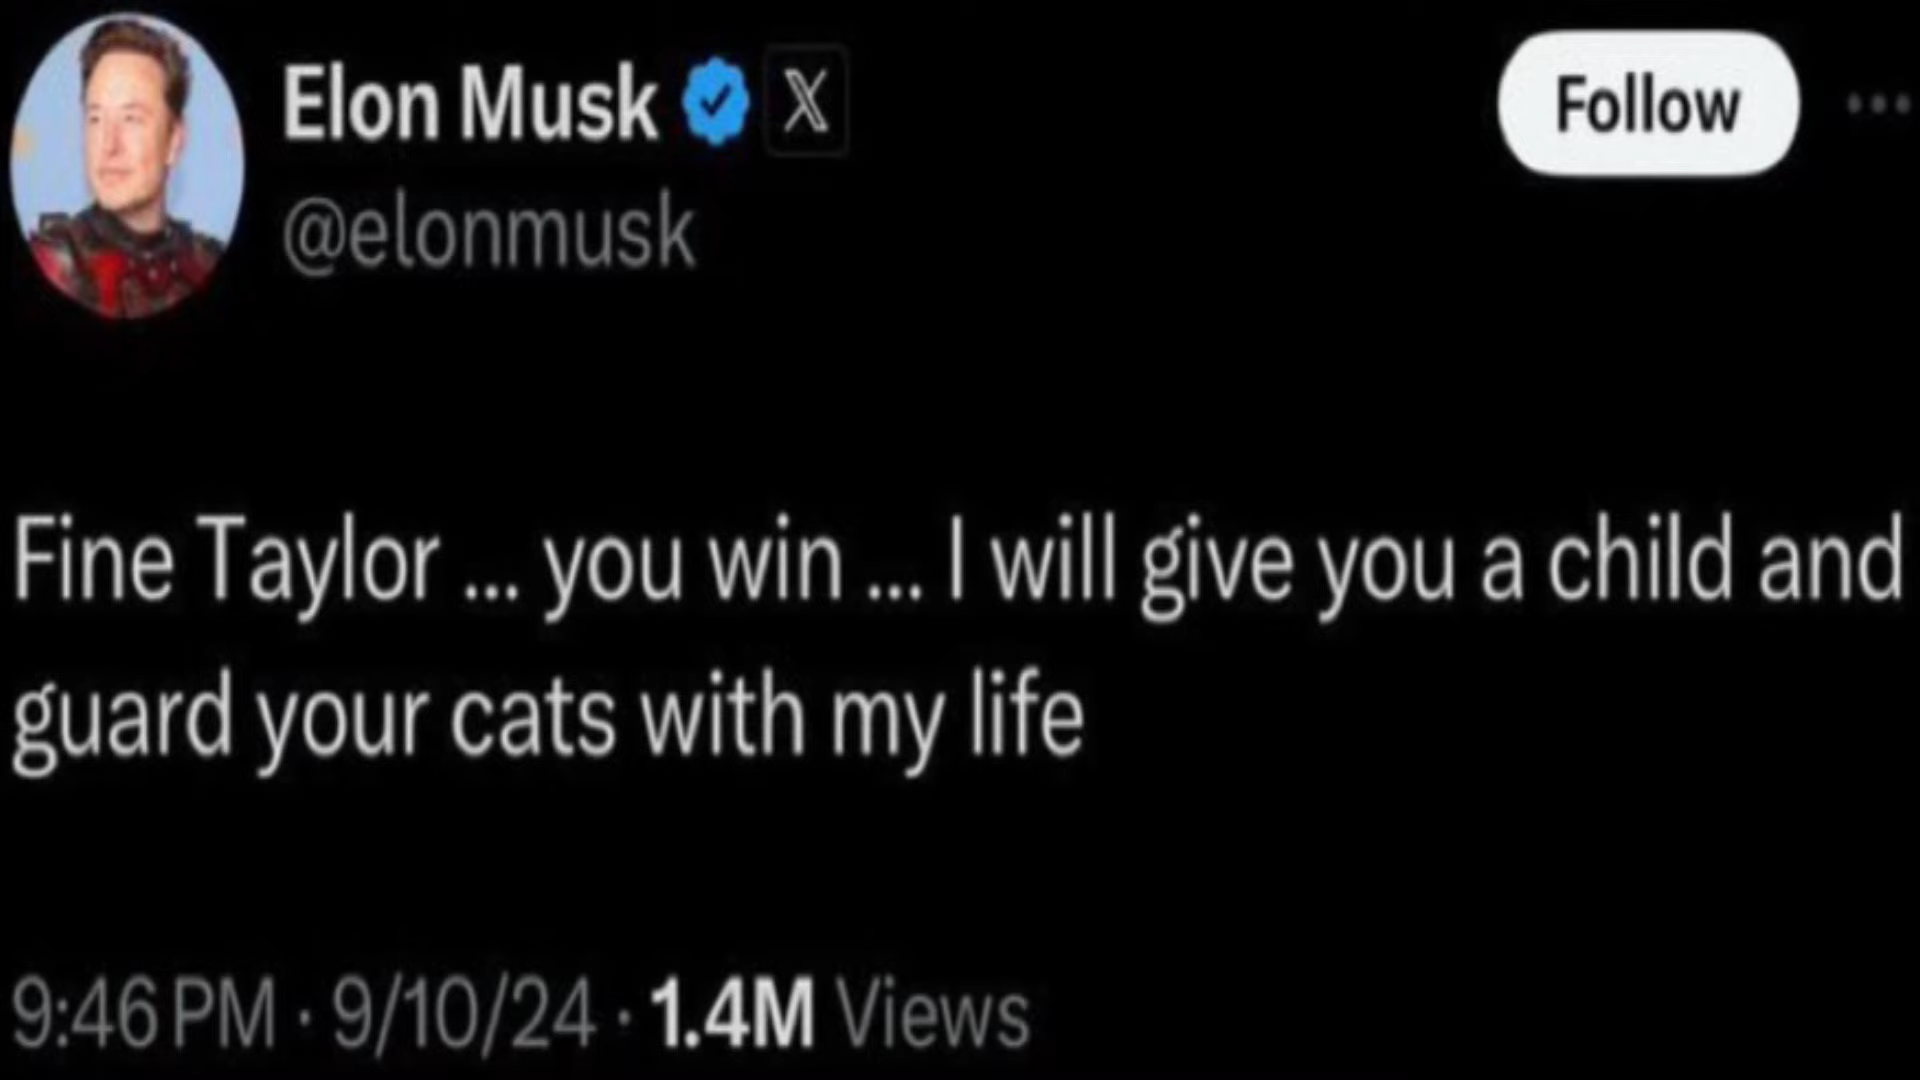 Elon Musk
@elonmusk
Follow
Fine Taylor ... you win ... I will give you a child and
guard your cats with my life
9:46 PM · 9/10/24 · 1.4M Views